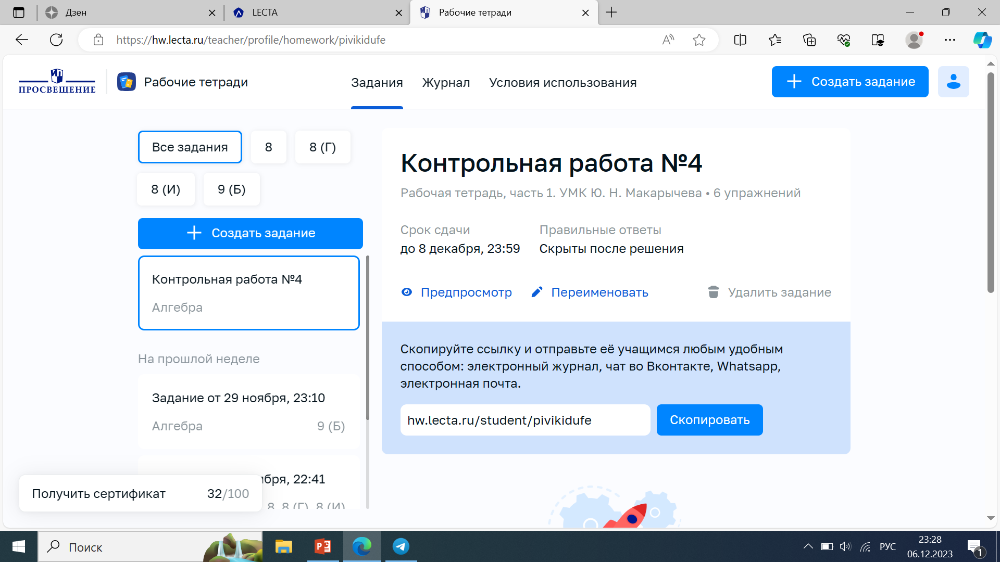 Дзен
LECTA
Рабочие тетради
https://hw.lecta.ru/teacher/profile/homework/pivikidufe
ПРОСВЕЩЕНИЕ
Рабочие тетради
Задания
Журнал
Условия использования
Создать задание
Все задания
8
8 (Г)
8 (И)
9 (Б)
Создать задание
Контрольная работа №4
Алгебра
На прошлой неделе
Задание от 29 ноября, 23:10
Алгебра
9 (Б)
ября, 22:41
8, 8 (Г), 8 (И)
Получить сертификат
32/100
Контрольная работа №4
Рабочая тетрадь, часть 1. УМК Ю. Н. Макарычева • 6 упражнений
Срок сдачи
до 8 декабря, 23:59
Правильные ответы
Скрыты после решения
Предпросмотр
Переименовать
Удалить задание
Скопируйте ссылку и отправьте её учащимся любым удобным
способом: электронный журнал, чат во Вконтакте, Whatsapp,
электронная почта.
hw.lecta.ru/student/pivikidufe
Скопировать
Поиск
РУС
23:28
06.12.2023
1